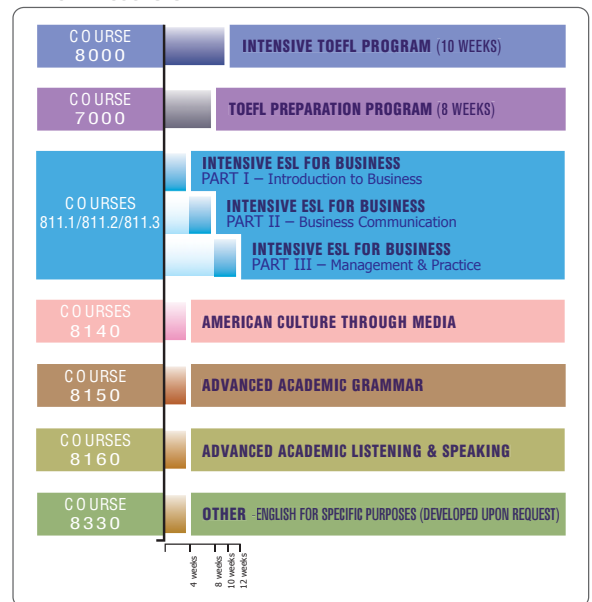 COURSE
8000
INTENSIVE TOEFL PROGRAM (10 WEEKS)
COURSE
7000
TOEFL PREPARATION PROGRAM (8 WEEKS)
COURSES
811.1/811.2/811.3
INTENSIVE ESL FOR BUSINESS
PART I – Introduction to Business
INTENSIVE ESL FOR BUSINESS
PART II – Business Communication
INTENSIVE ESL FOR BUSINESS
PART III – Management & Practice
COURSES
8140
AMERICAN CULTURE THROUGH MEDIA
COURSE
8150
ADVANCED ACADEMIC GRAMMAR
COURSES
8160
ADVANCED ACADEMIC LISTENING & SPEAKING
COURSE
8330
OTHER -ENGLISH FOR SPECIFIC PURPOSES (DEVELOPED UPON REQUEST)
4 weeks
8 weeks
10 weeks
12 weeks